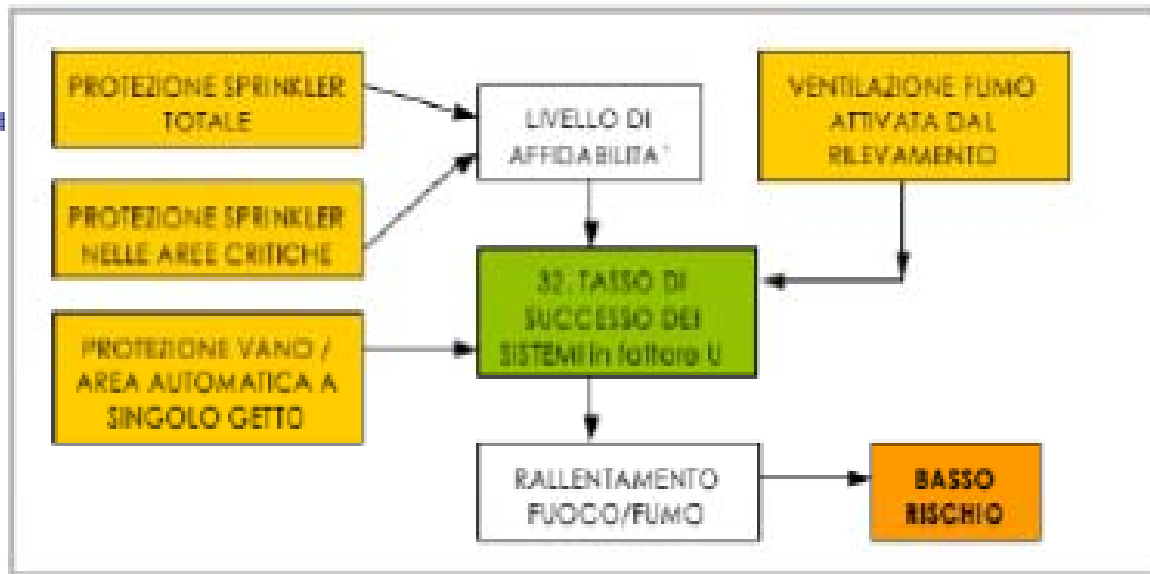 PROTEZIONE SPRINKLER
TOTALE
LIVELLO DI
AFFIDABILITA'
VENTILAZIONE FUMO
ATTIVATA DAL
RILEVAMENTO
PROTEZIONE SPRINKLER
NELLE AREE CRITICHE
32. TASSO DI
SUCCESSO DEI
SISTEMI in fattore U
PROTEZIONE VANO /
AREA AUTOMATICA A
SINGOLO GETTO
RALLENTAMENTO
FUOCO/FUMO
BASSO
RISCHIO